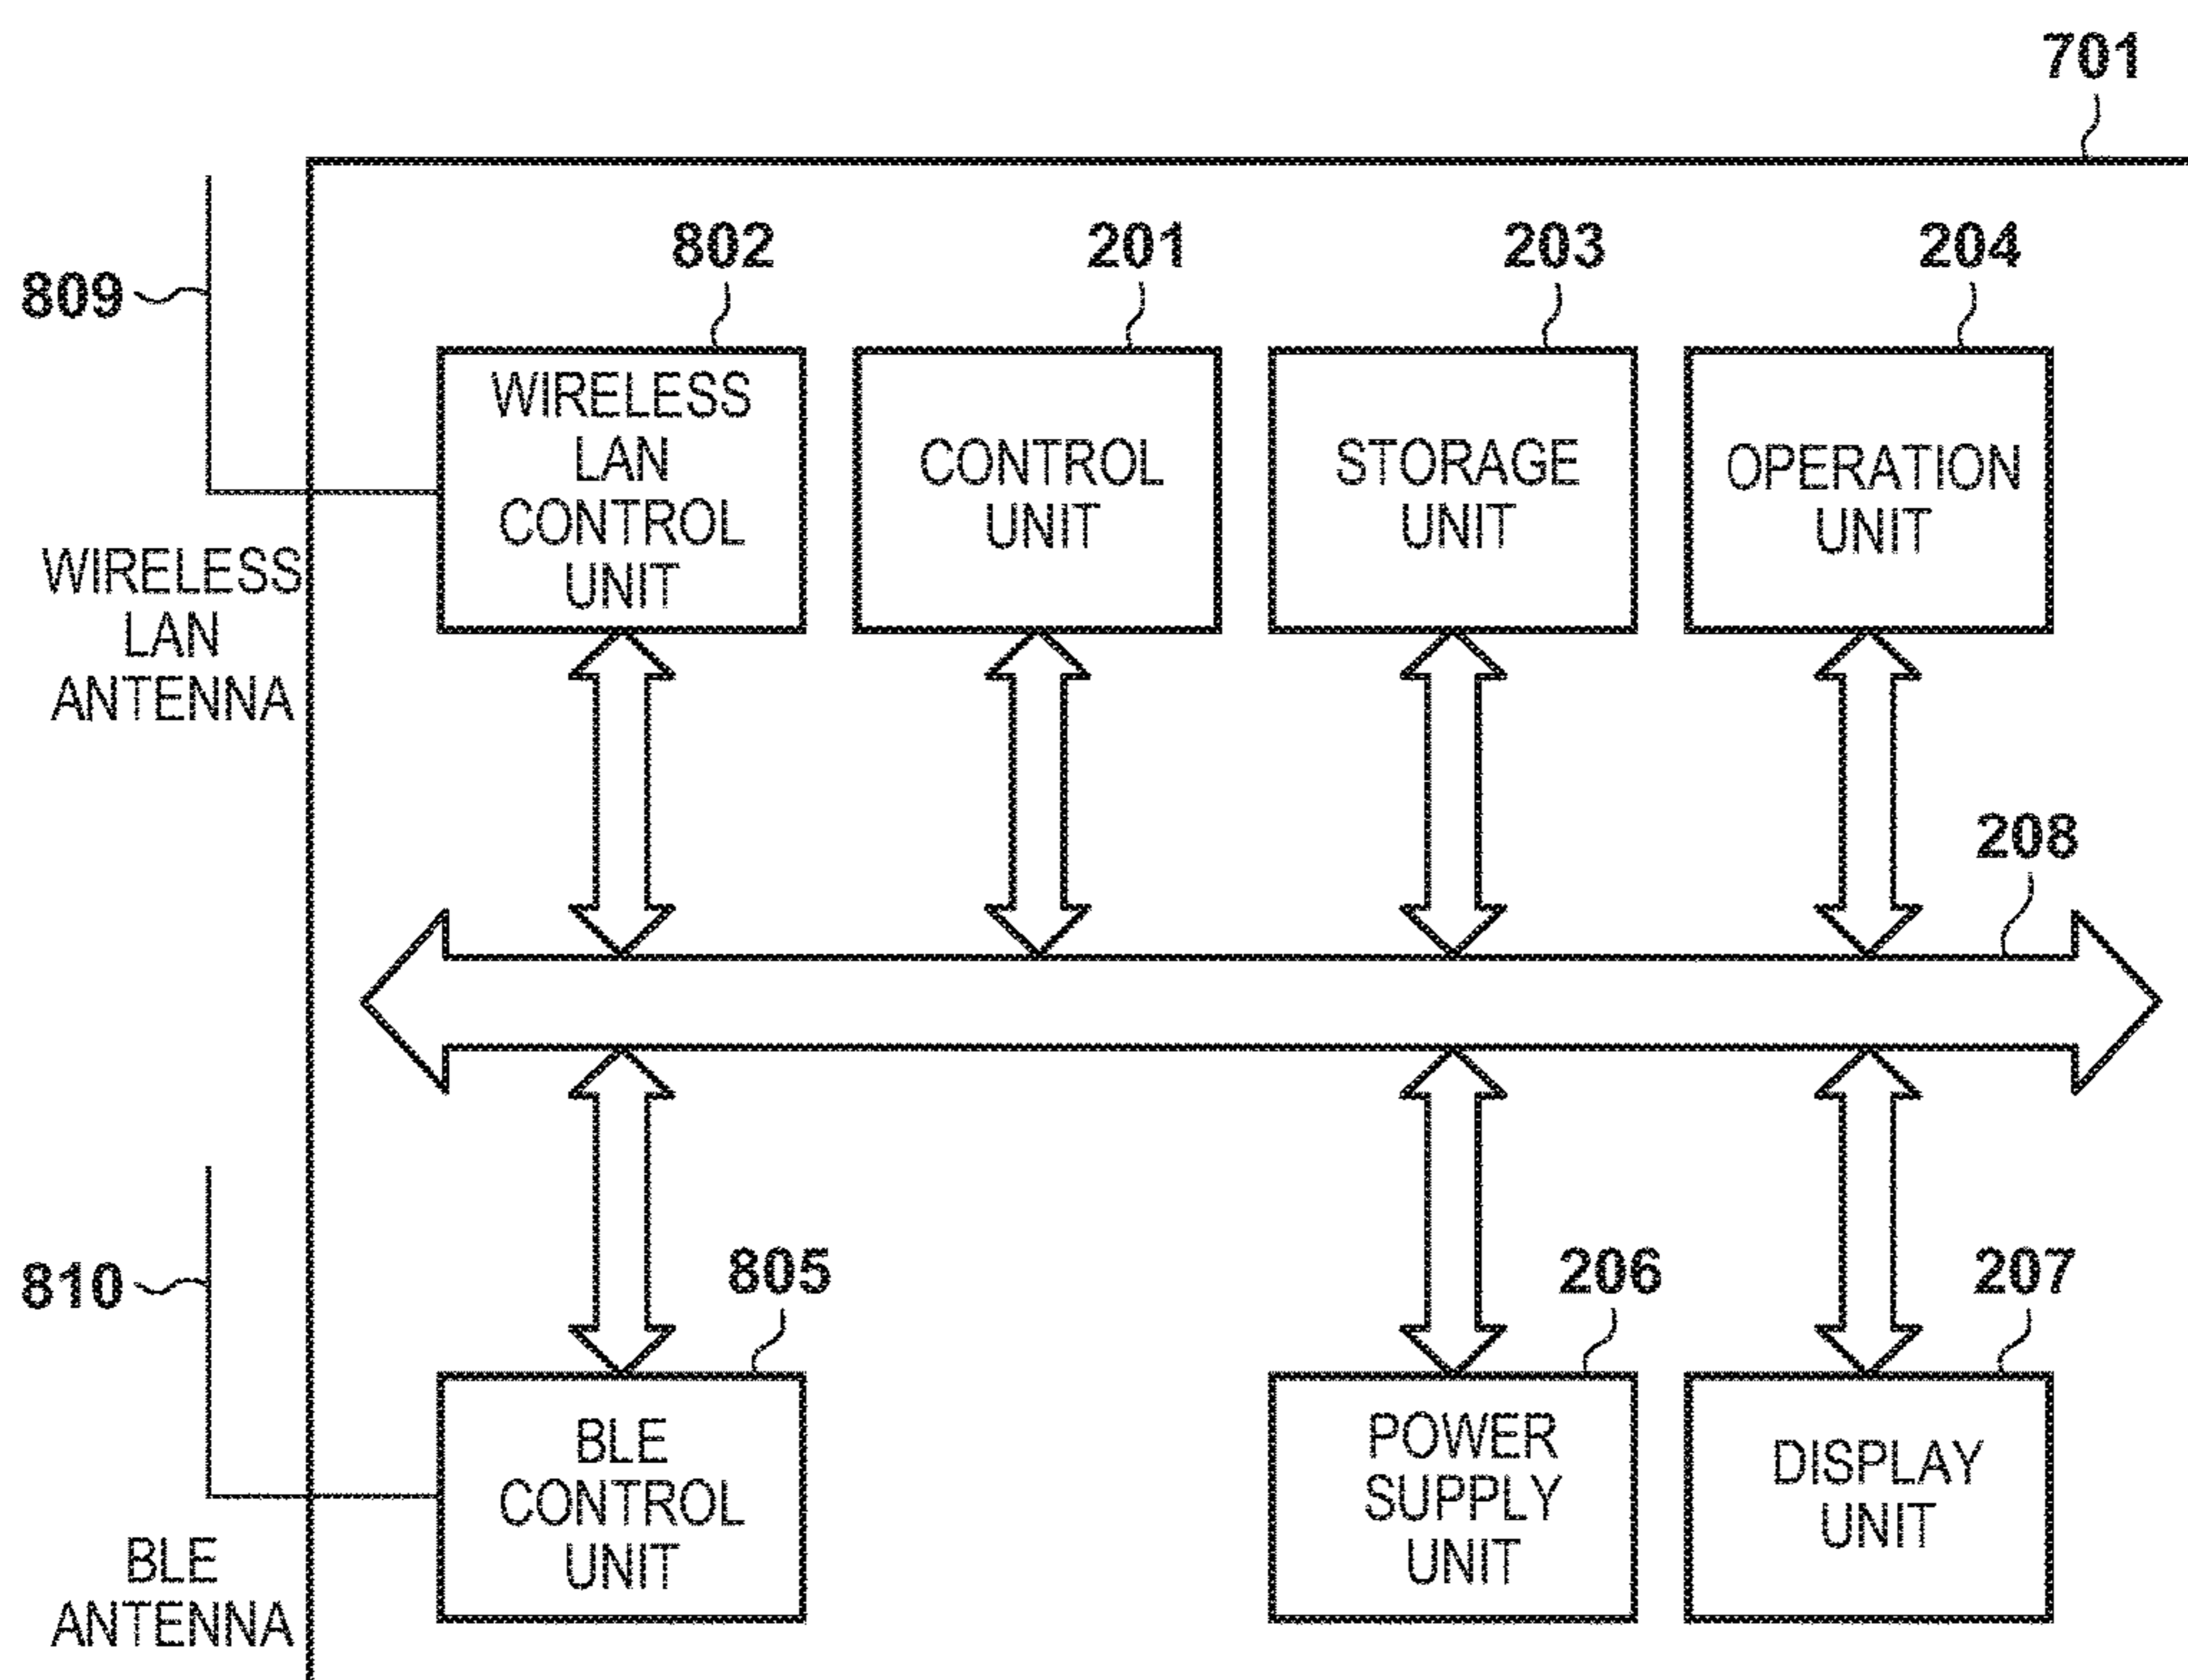 701
809
802
201
203
204
WIRELESS
LAN
CONTROL
UNIT
CONTROL
UNIT
STORAGE
UNIT
OPERATION
UNIT
WIRELESS
LAN
ANTENNA
208
810
805
206
207
BLE
CONTROL
UNIT
POWER
SUPPLY
UNIT
DISPLAY
UNIT
BLE
ANTENNA